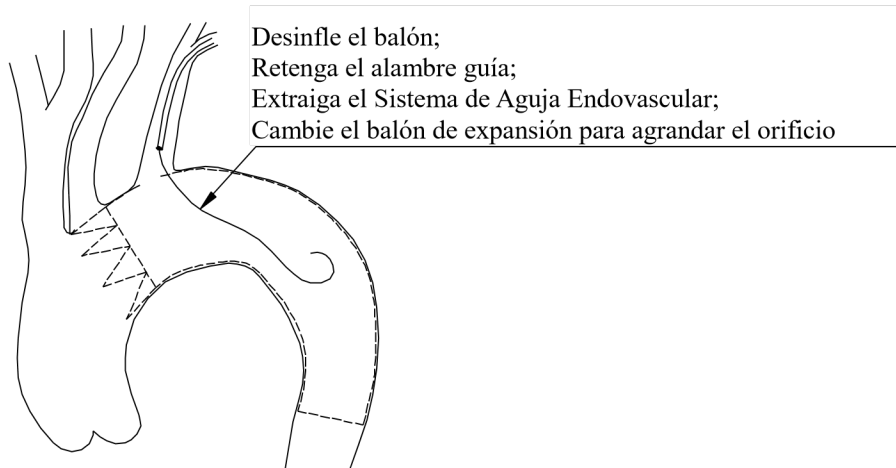 Desinfle el balón;
Retenga el alambre guía;
Extraiga el Sistema de Aguja Endovascular;
Cambie el balón de expansión para agrandar el orificio